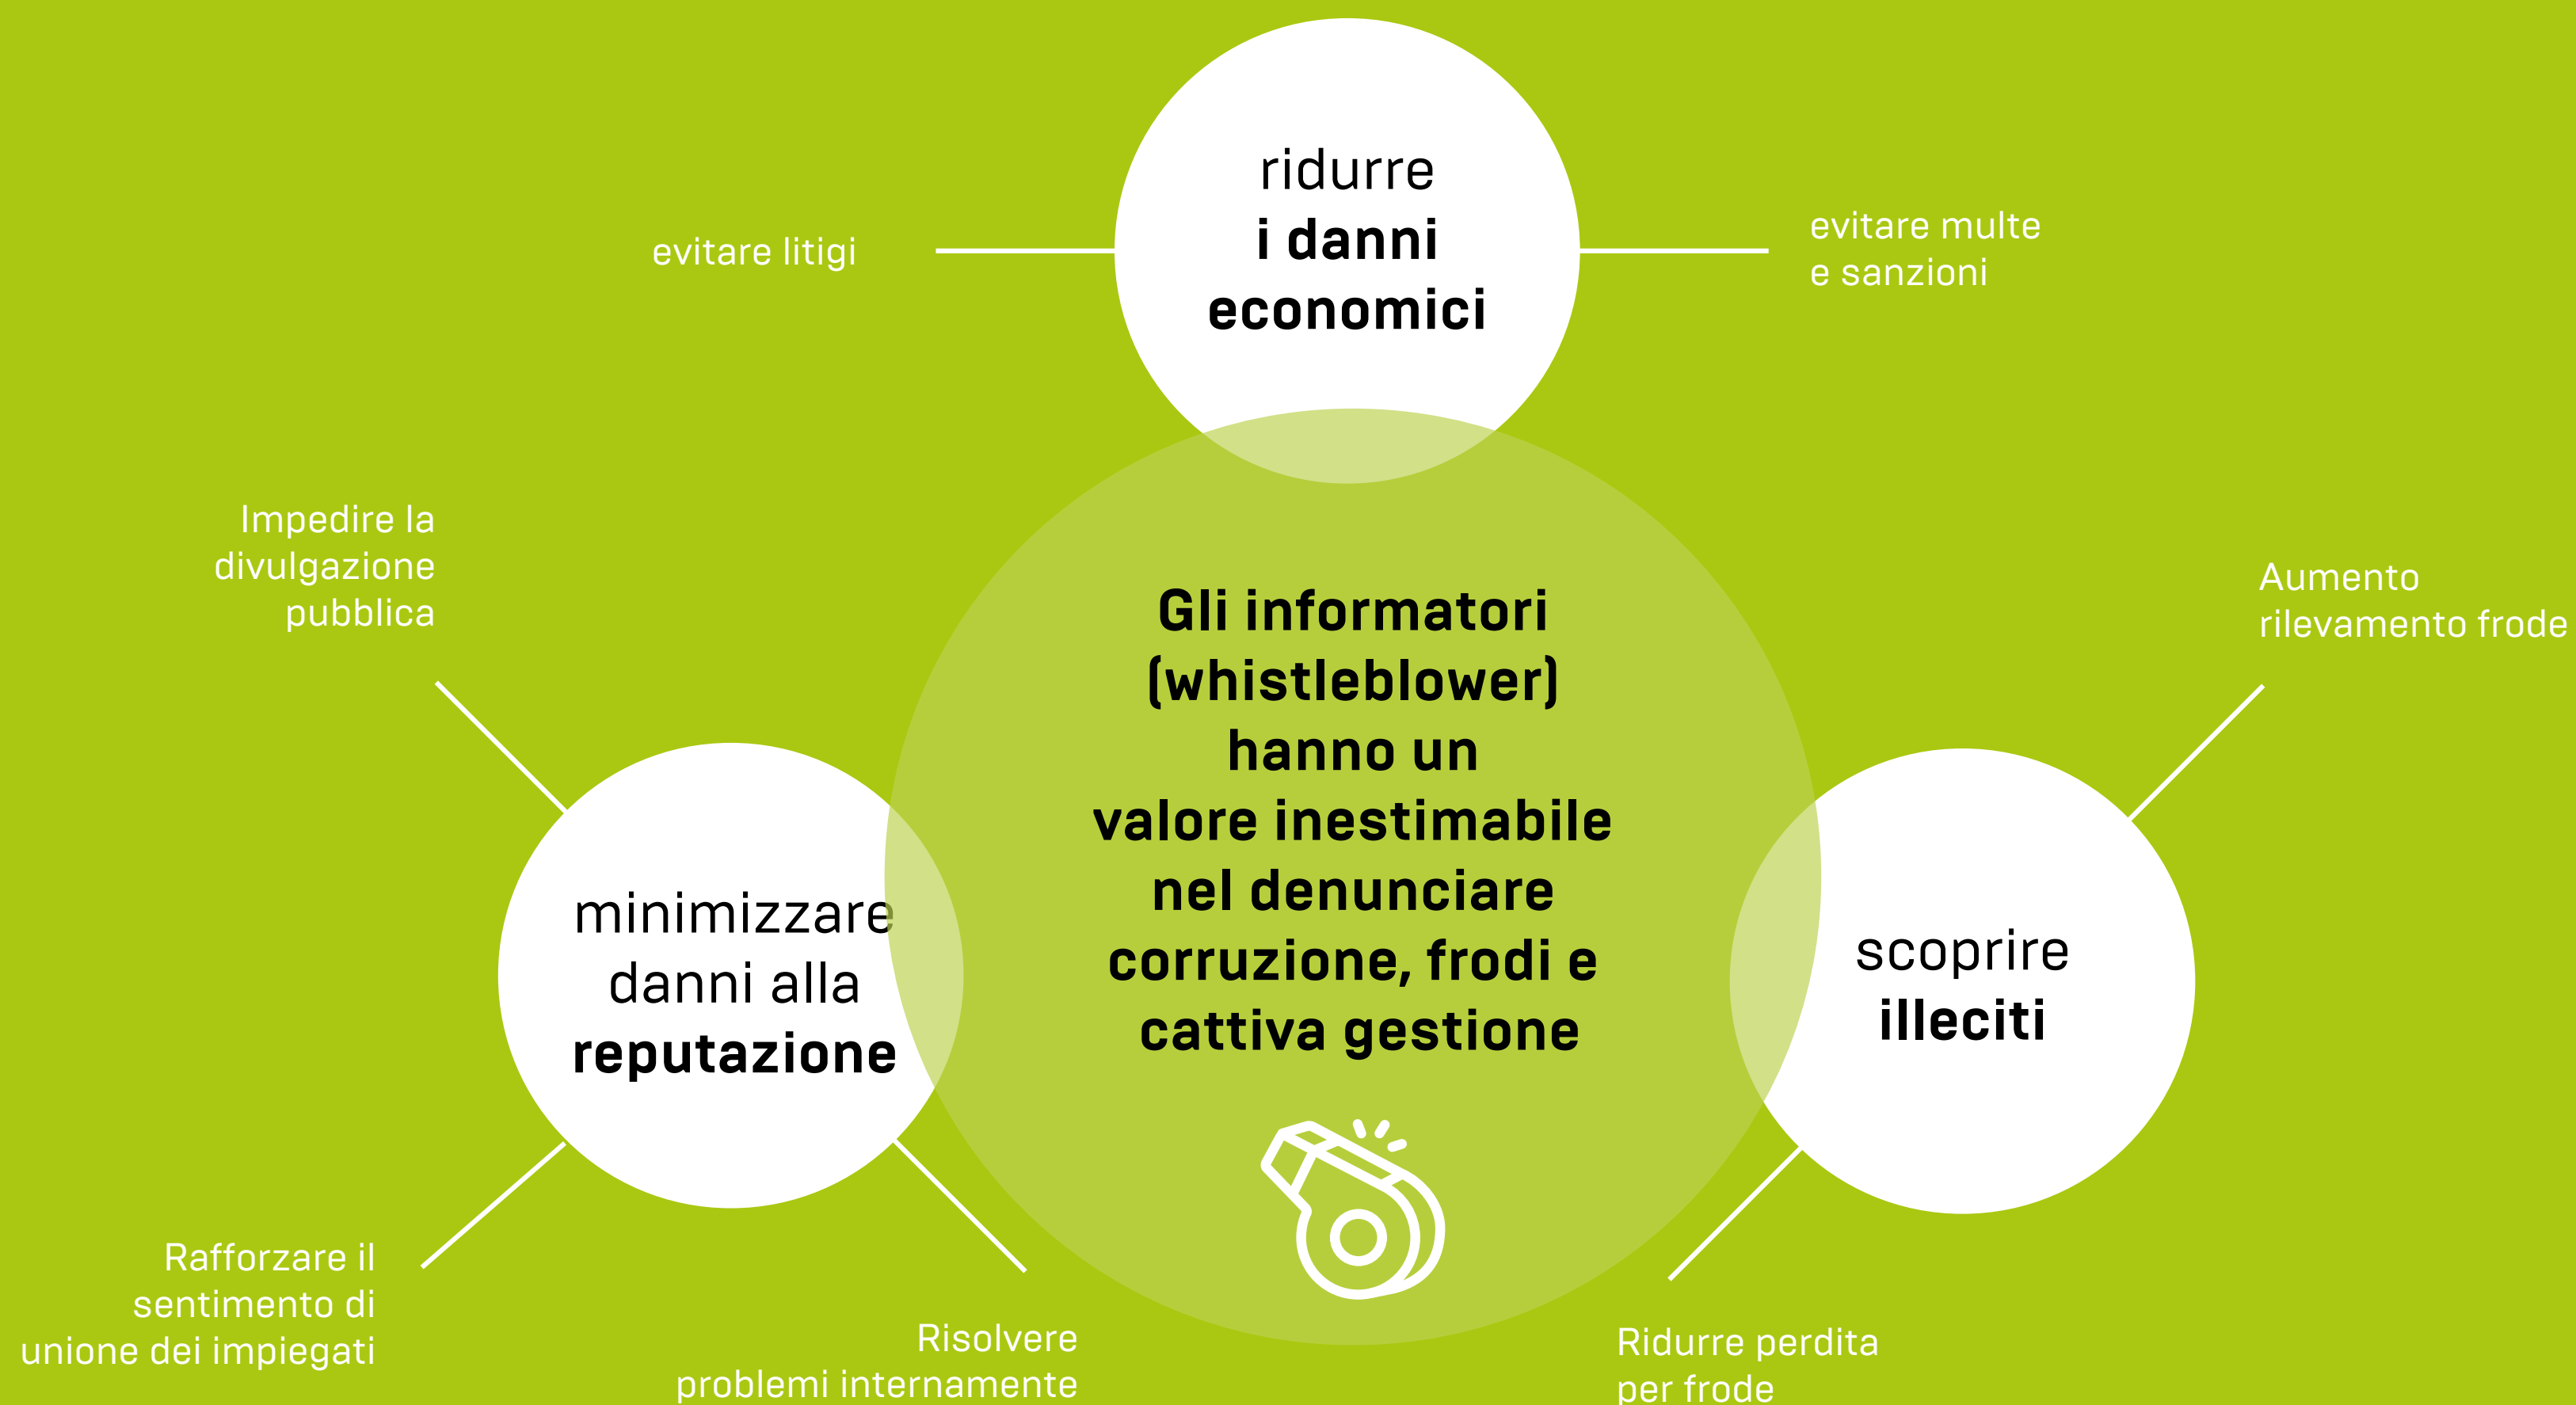 ridurre
i danni
economici
evitare litigi
evitare multe
e sanzioni
Impedire la
divulgazione
pubblica
Aumento
rilevamento frode
Gli informatori
(whistleblower)
hanno un
valore inestimabile
nel denunciare
corruzione, frodi e
cattiva gestione
minimizzare
danni alla
reputazione
scoprire
illeciti
Rafforzare il
sentimento di
unione dei impiegati
Risolvere
problemi internamente
Ridurre perdita
per frode